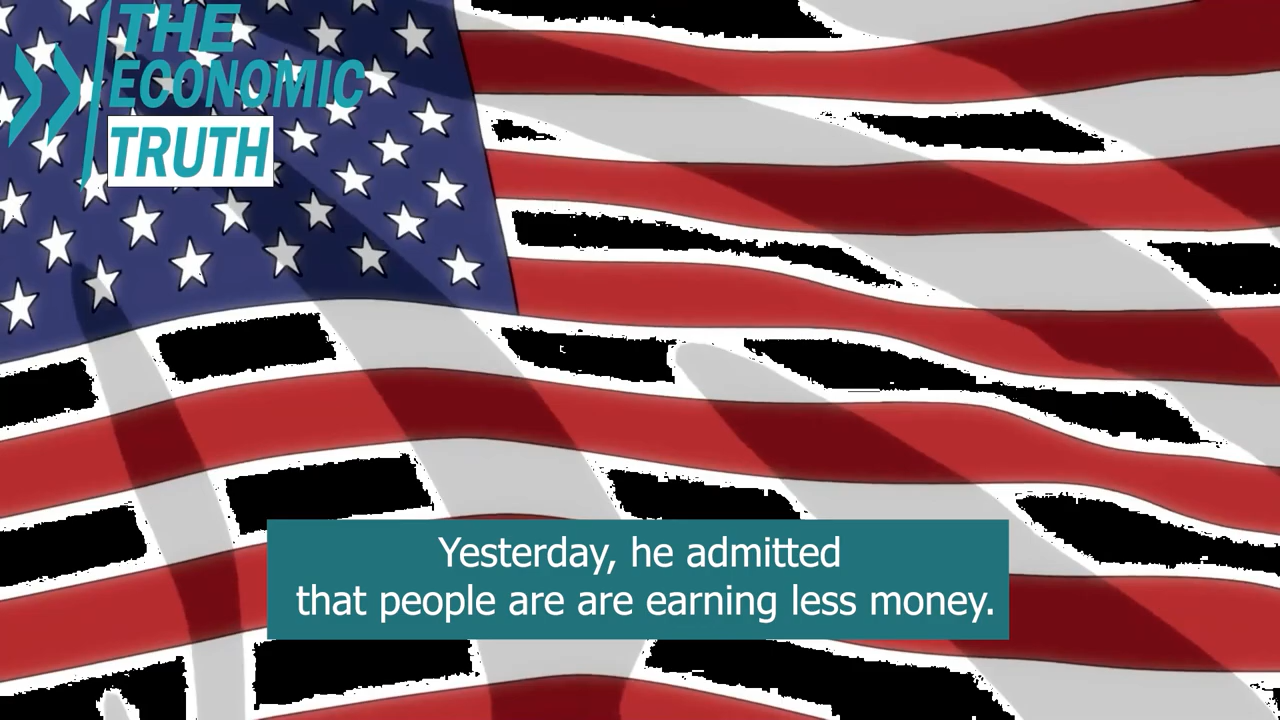 THE
ECONOMIC
TRUTH
Yesterday, he admitted
that people are are earning less money.